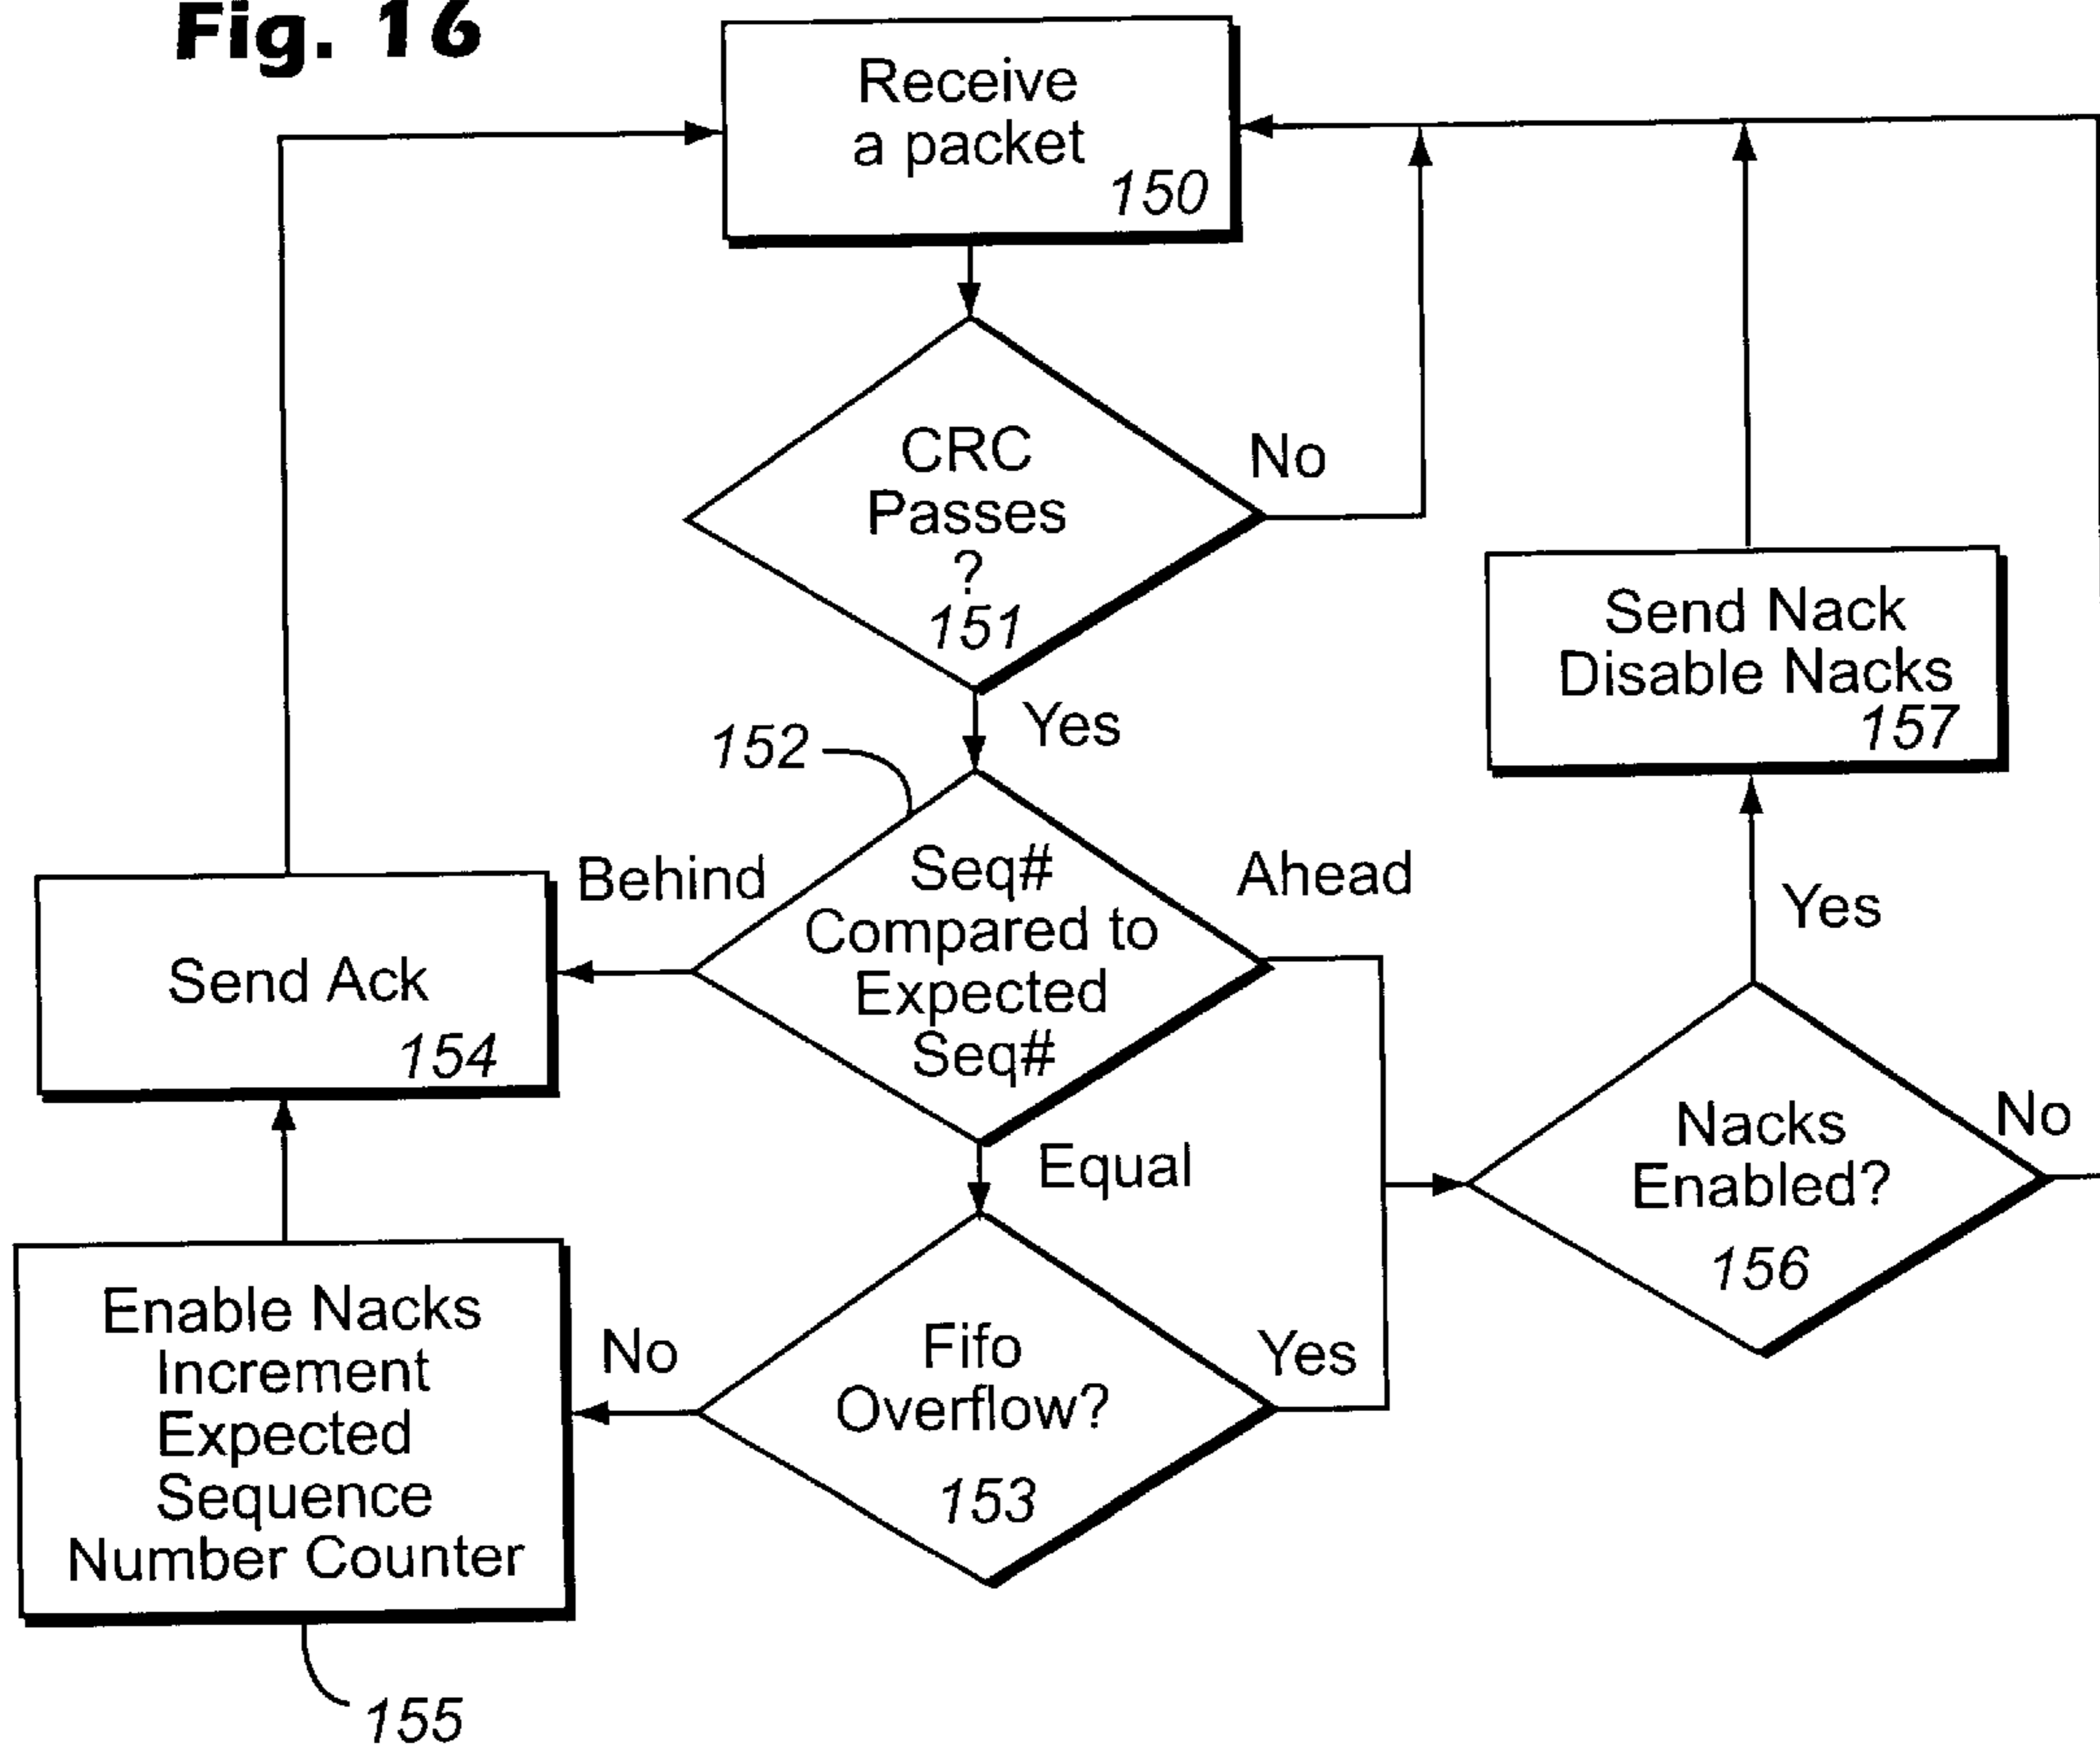 Fig. 16
Receive
a packet
150
CRC
Passes
?
151
No
Yes
152
Seq#
Compared to
Expected
Seq#
Behind
Ahead
Equal
Send Ack
154
Send Nack
Disable Nacks
157
Yes
Nacks
Enabled?
156
No
Fifo
Overflow?
153
No
Yes
Enable Nacks
Increment
Expected
Sequence
Number Counter
155